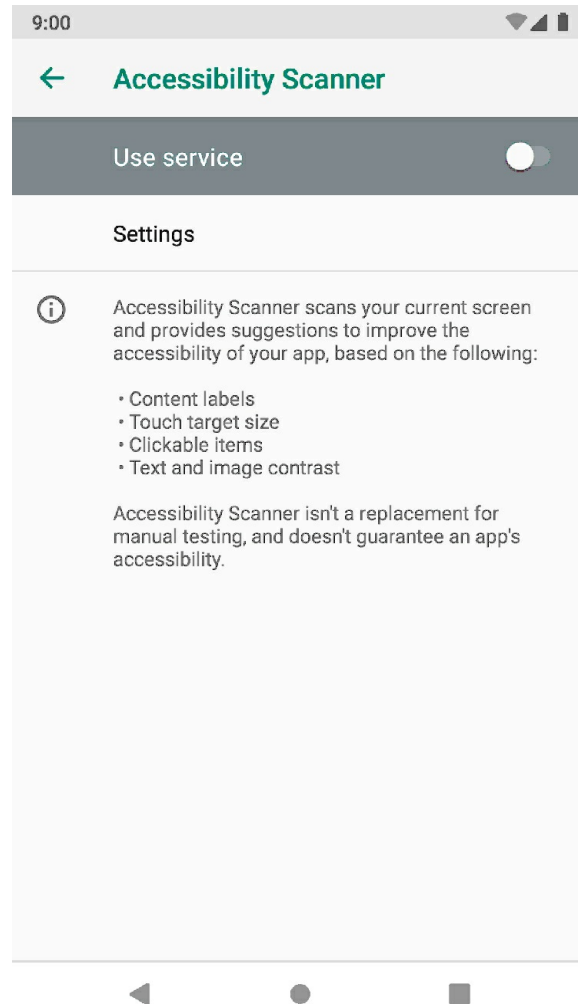 9:00
Accessibility Scanner
Use service
Settings
Accessibility Scanner scans your current screen
and provides suggestions to improve the
accessibility of your app, based on the following:
• Content labels
• Touch target size
• Clickable items
• Text and image contrast
Accessibility Scanner isn't a replacement for
manual testing, and doesn't guarantee an app's
accessibility.